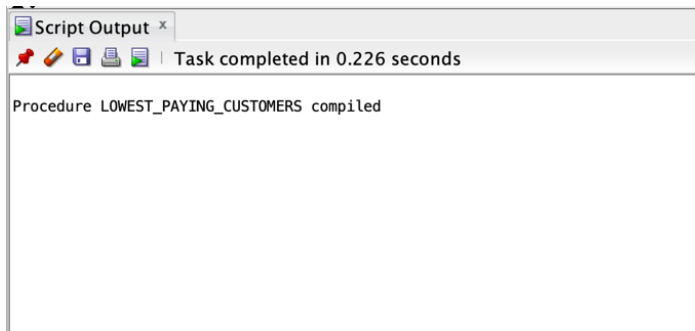 Script Output
Task completed in 0.226 seconds
Procedure LOWEST_PAYING_CUSTOMERS compiled